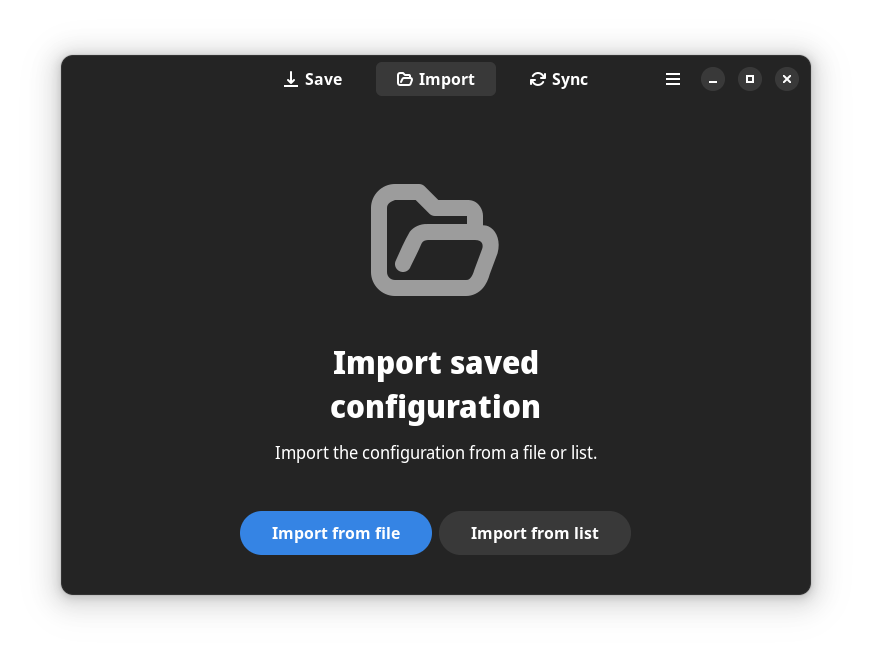 Save
Import
Sync
Import saved
configuration
Import the configuration from a file or list.
Import from file
Import from list